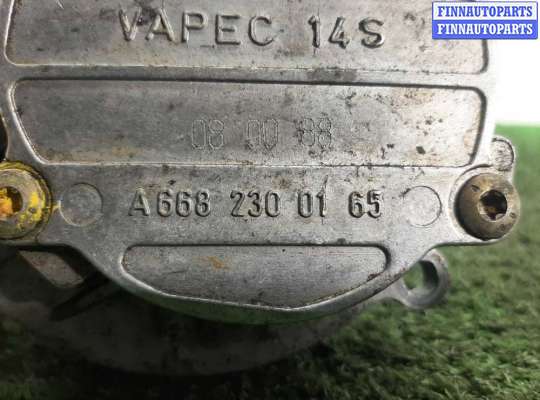 FINNAUTOPARTS
FINNAUTOPARTS
VAPEC 14S
08 00 88
A 668 230 01 65